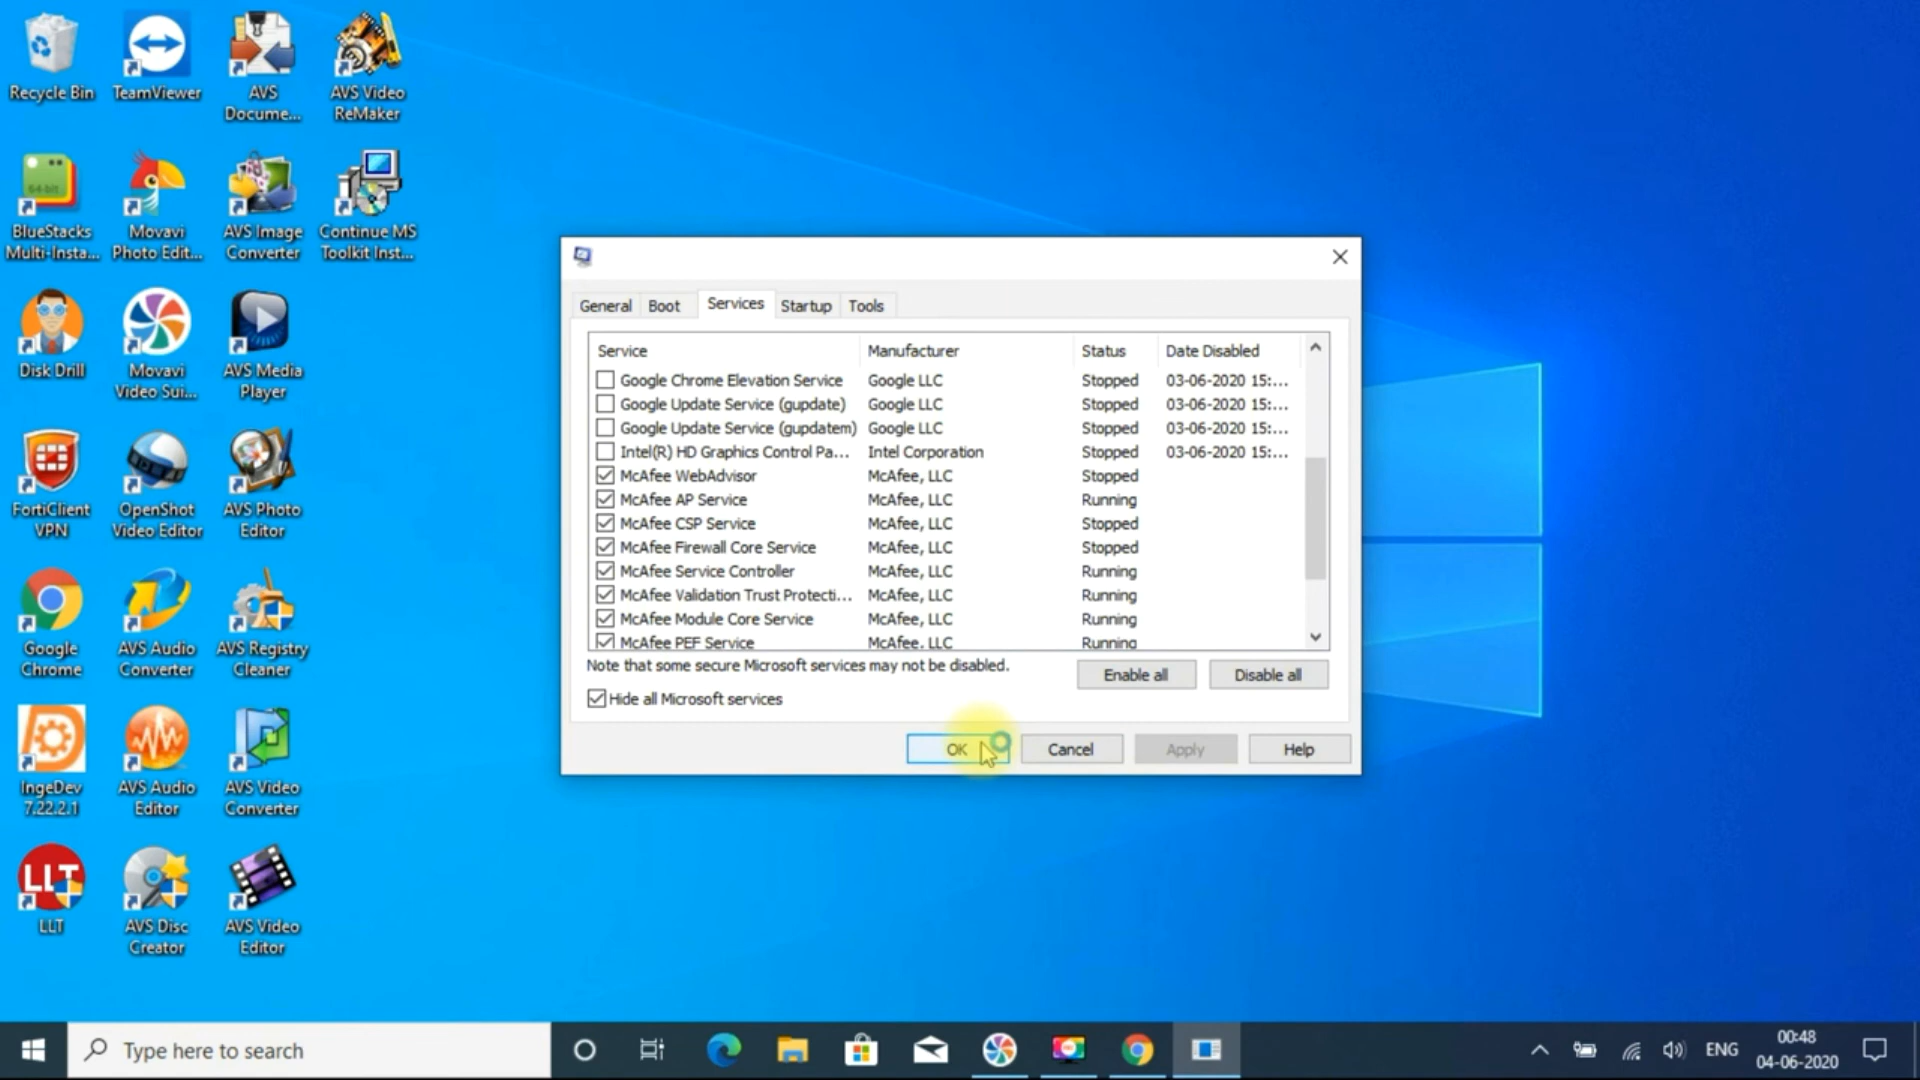 Recycle Bin
TeamViewer
AVS
Docume...
AVS Video
ReMaker
64-bit
BlueStacks
Multi-Insta...
Movavi
Photo Edit...
AVS Image
Converter
Continue MS
Toolkit Inst...
Disk Drill
Movavi
Video Sui...
AVS Media
Player
FortiClient
VPN
OpenShot
Video Editor
AVS Photo
Editor
Google
Chrome
AVS Audio
Converter
AVS Registry
Cleaner
IngeDev
7.22.2.1
AVS Audio
Editor
AVS Video
Converter
LLT
LLT
AVS Disc
Creator
AVS Video
Editor
General Boot Services Startup Tools
Service Manufacturer Status Date Disabled
Google Chrome Elevation Service Google LLC Stopped 03-06-2020 15:...
Google Update Service (gupdate) Google LLC Stopped 03-06-2020 15:...
Google Update Service (gupdatem) Google LLC Stopped 03-06-2020 15:...
Intel(R) HD Graphics Control Pa... Intel Corporation Stopped 03-06-2020 15:...
McAfee WebAdvisor McAfee, LLC Stopped
McAfee AP Service McAfee, LLC Running
McAfee CSP Service McAfee, LLC Stopped
McAfee Firewall Core Service McAfee, LLC Stopped
McAfee Service Controller McAfee, LLC Running
McAfee Validation Trust Protecti... McAfee, LLC Running
McAfee Module Core Service McAfee, LLC Running
McAfee PEF Service McAfee, LLC Running
Note that some secure Microsoft services may not be disabled.
Enable all Disable all
Hide all Microsoft services
OK Cancel Apply Help
Type here to search
ENG
00:48
04-06-2020